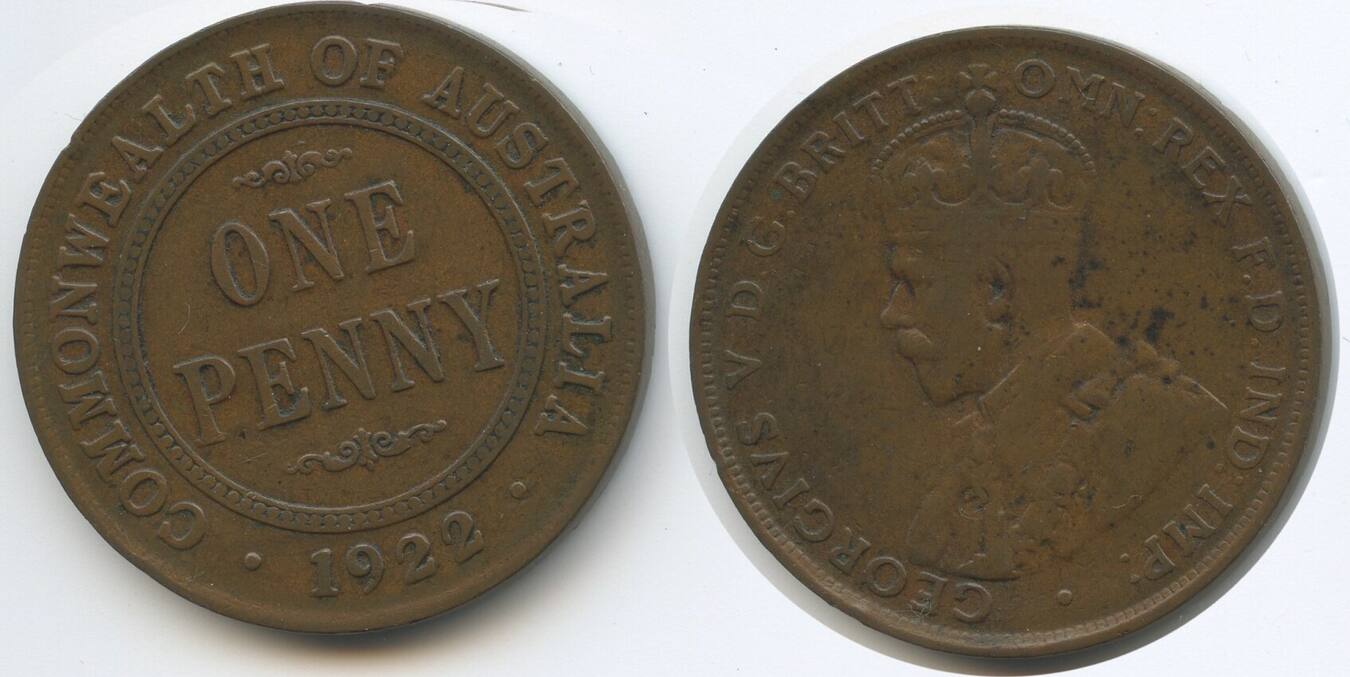 COMMONWEALTH OF AUSTRALIA
ONE
PENNY
· 1922 ·
GEORGIVS V D.G. BRITT: OMN: REX F.D. IND: IMP: ·